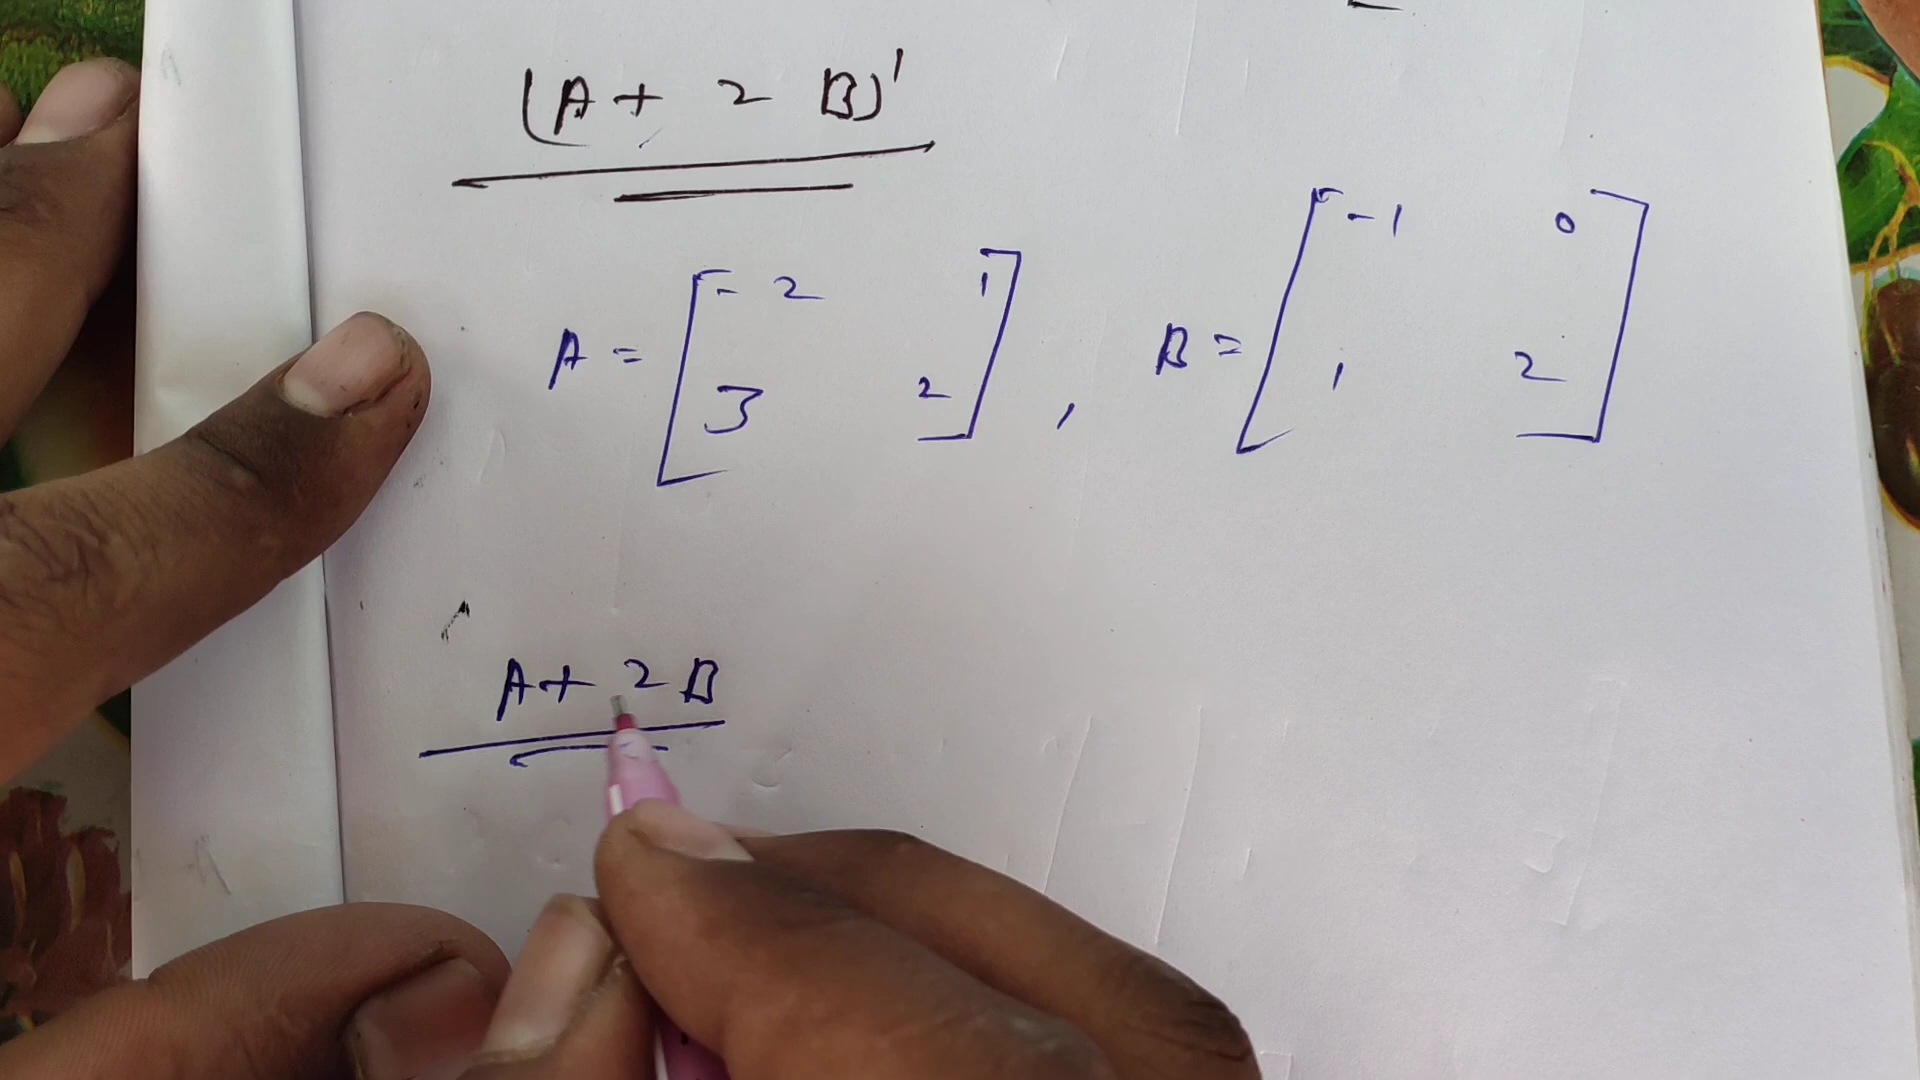 (A + 2 B)'
A = [ -2 1
3 2 ] , B = [ -1 0
1 2 ]
A + 2 B